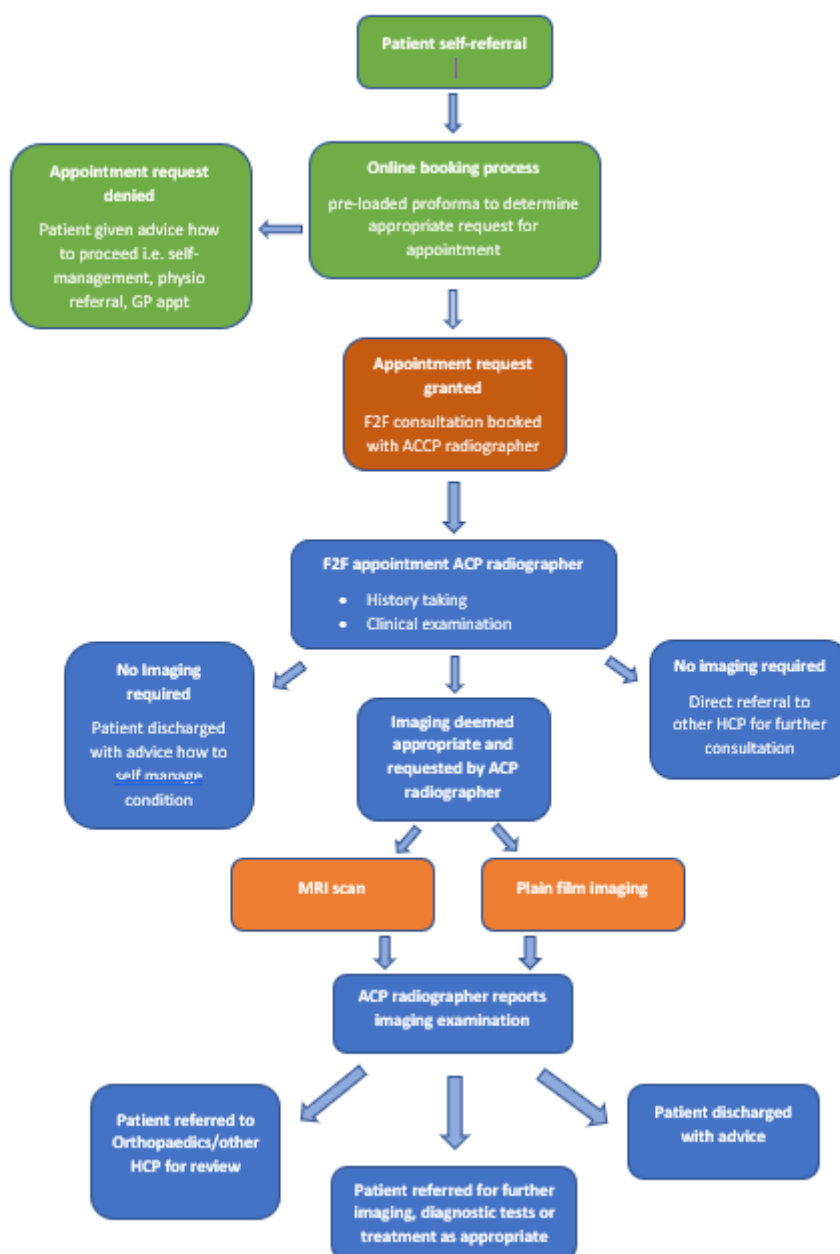 Patient self-referral
Appointment request
denied
Patient given advice how
to proceed i.e. self-
management, physio
referral, GP appt
Online booking process
pre-loaded proforma to determine
appropriate request for
appointment
Appointment request
granted
F2F consultation booked
with ACCP radiographer
F2F appointment ACP radiographer
• History taking
• Clinical examination
No Imaging
required
Patient discharged
with advice how to
self manage
condition
Imaging deemed
appropriate and
requested by ACP
radiographer
No imaging required
Direct referral to
other HCP for further
consultation
MRI scan
Plain film imaging
ACP radiographer reports
imaging examination
Patient referred to
Orthopaedics/other
HCP for review
Patient referred for further
imaging, diagnostic tests or
treatment as appropriate
Patient discharged
with advice